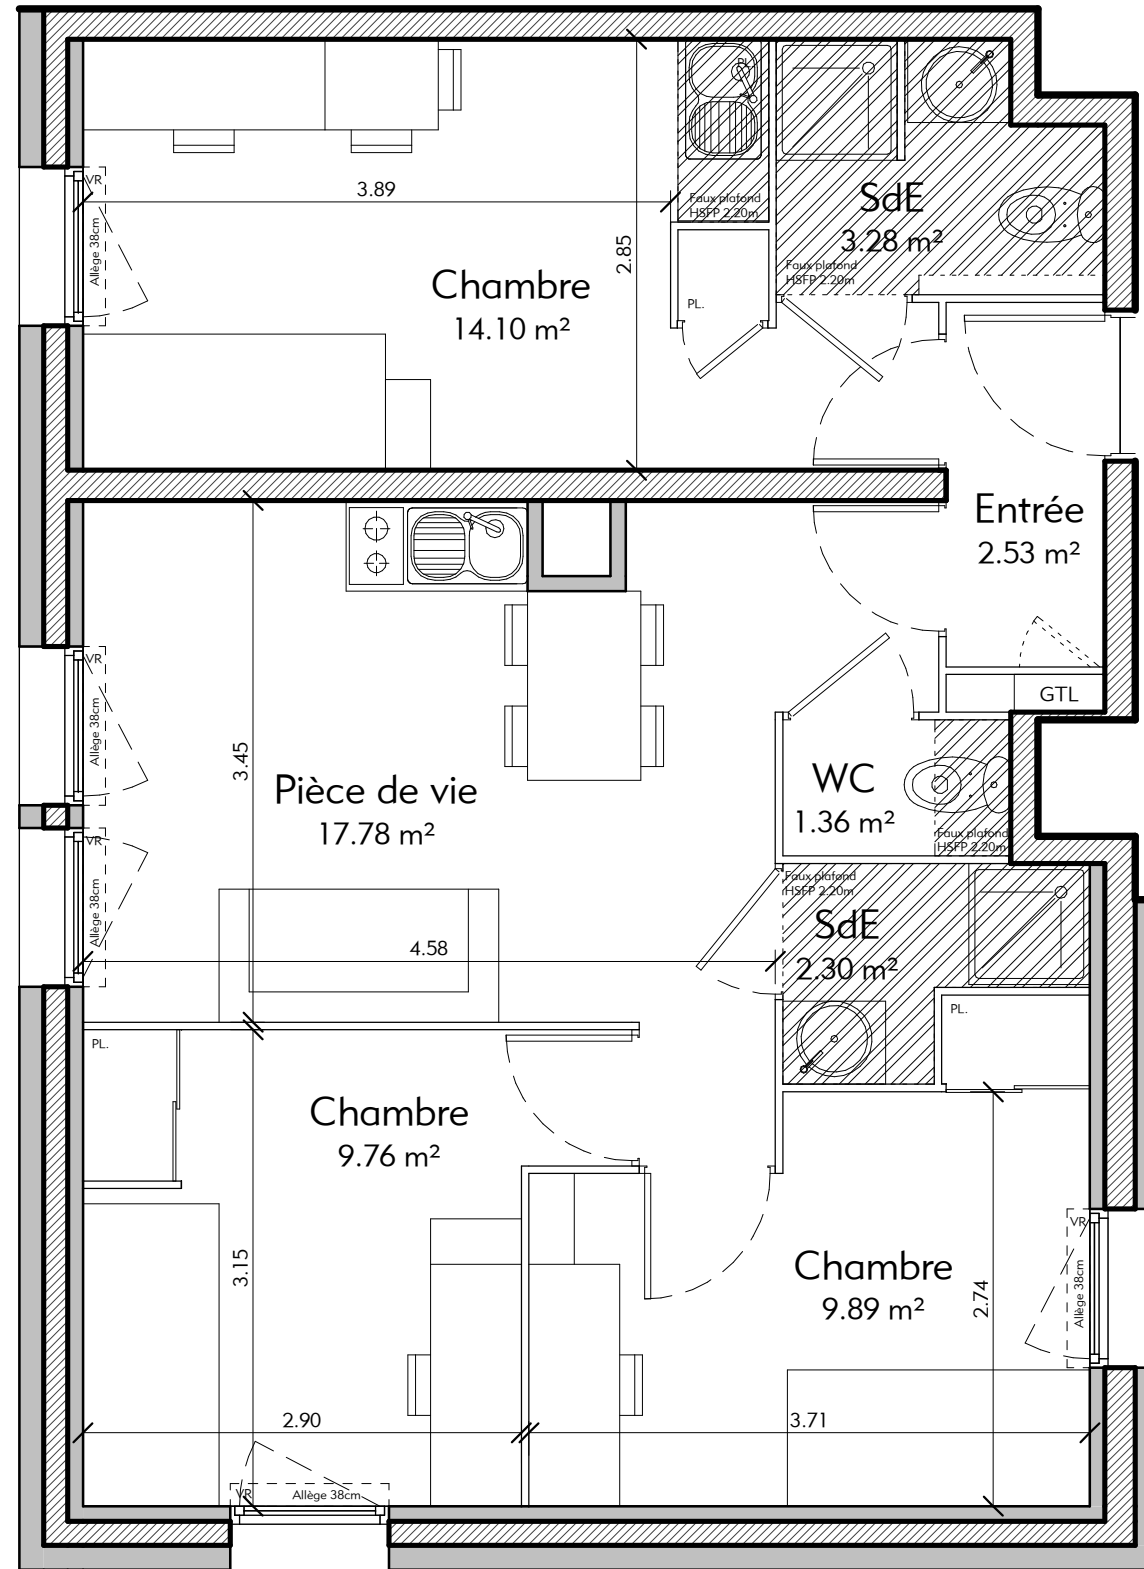 PL.
VR
3.89
Faux plafond
HSFP 2.20m
SdE
3.28 m²
Allège 38cm
2.85
Faux plafond
HSFP 2.20m
Chambre
14.10 m²
PL.
Entrée
2.53 m²
VR
GTL
Allège 38cm
3.45
Pièce de vie
17.78 m²
WC
1.36 m²
VR
Faux plafond
HSFP 2.20m
Faux plafond
HSFP 2.20m
Allège 38cm
SdE
2.30 m²
4.58
PL.
PL.
Chambre
9.76 m²
VR
3.15
Chambre
9.89 m²
2.74
Allège 38cm
2.90
3.71
VR
Allège 38cm